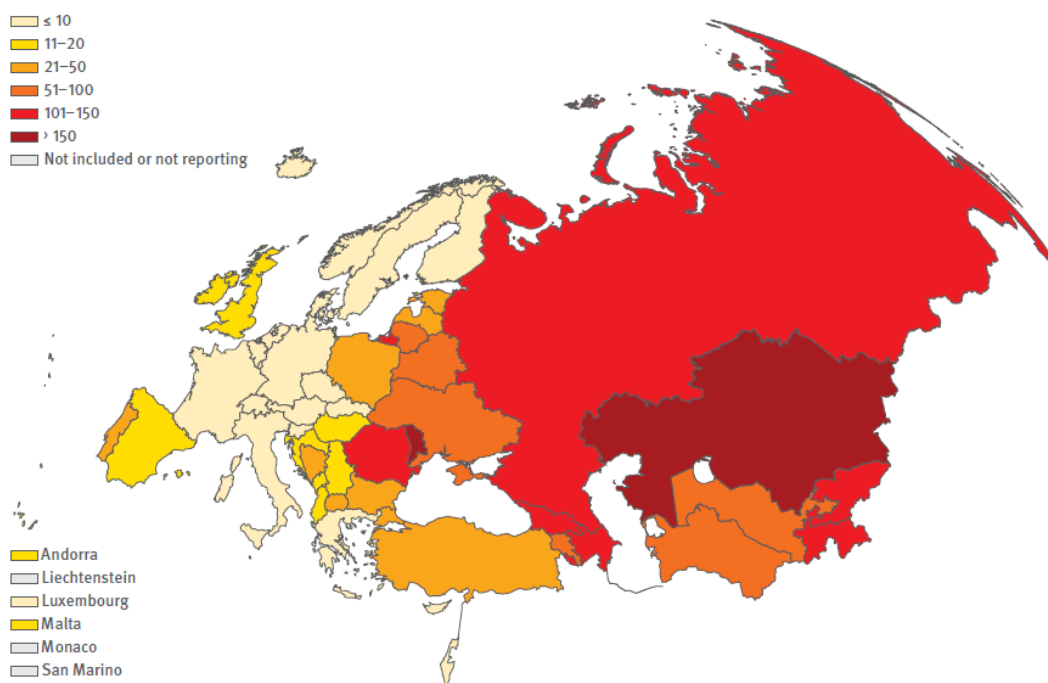 ≤ 10
11–20
21–50
51–100
101–150
› 150
Not included or not reporting
Andorra
Liechtenstein
Luxembourg
Malta
Monaco
San Marino